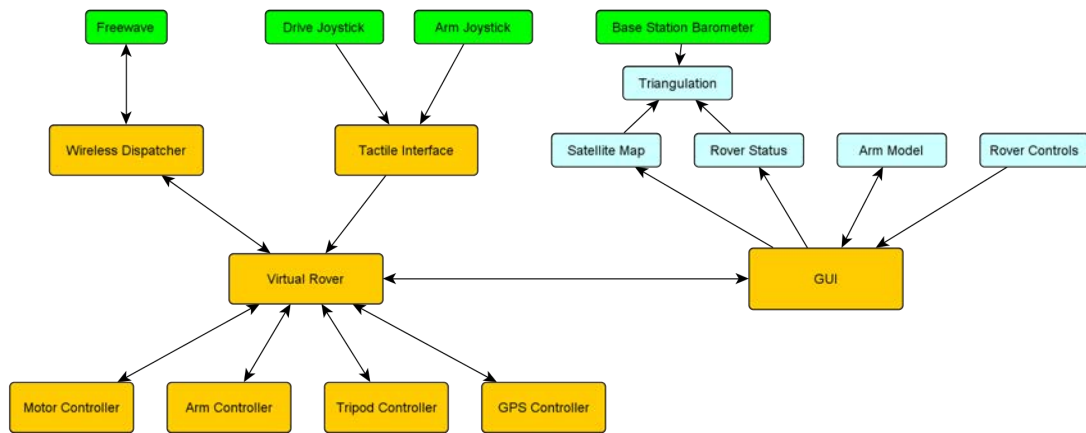 Freewave
Drive Joystick
Arm Joystick
Base Station Barometer
Triangulation
Wireless Dispatcher
Tactile Interface
Satellite Map
Rover Status
Arm Model
Rover Controls
Virtual Rover
GUI
Motor Controller
Arm Controller
Tripod Controller
GPS Controller